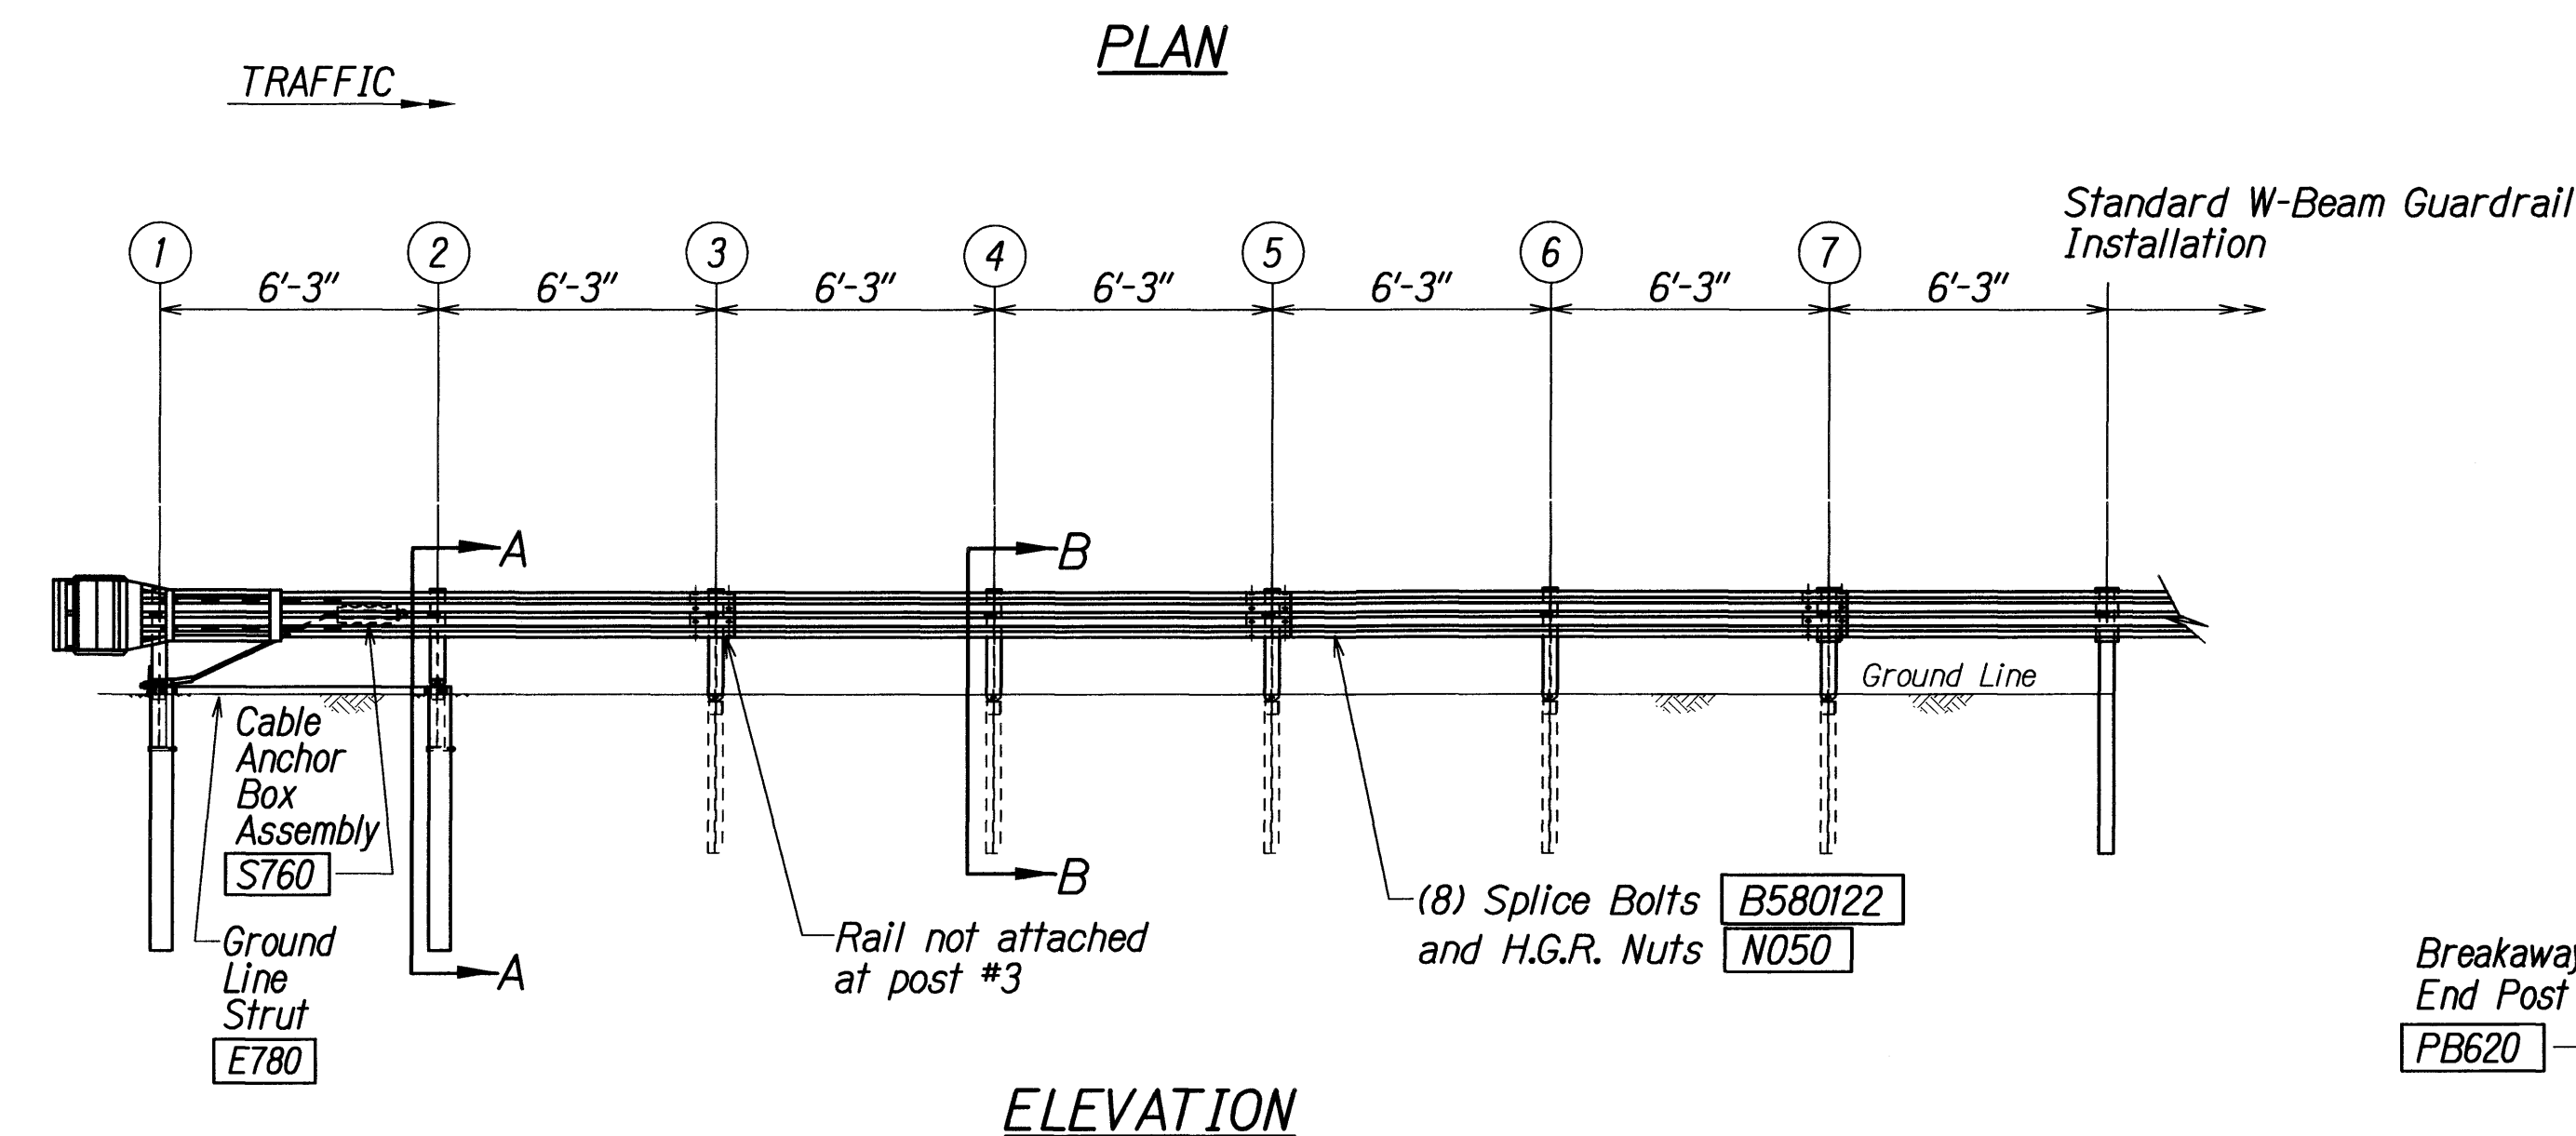 PLAN
TRAFFIC
Standard W-Beam Guardrail
Installation
1 2 3 4 5 6 7
6'-3" 6'-3" 6'-3" 6'-3" 6'-3" 6'-3" 6'-3"
A
B
Ground Line
Cable
Anchor
Box
Assembly
S760
B
A
Ground
Line
Strut
E780
Rail not attached
at post #3
(8) Splice Bolts B580122
and H.G.R. Nuts N050
Breakaway
End Post
PB620
ELEVATION